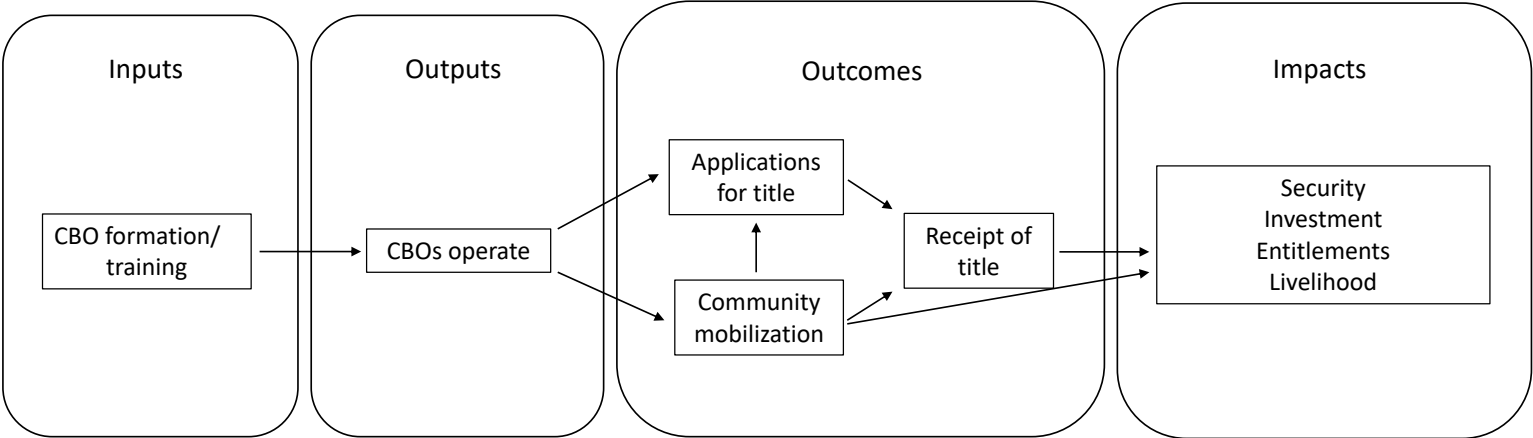 Inputs
CBO formation/
training
Outputs
CBOs operate
Outcomes
Applications
for title
Community
mobilization
Receipt of
title
Impacts
Security
Investment
Entitlements
Livelihood